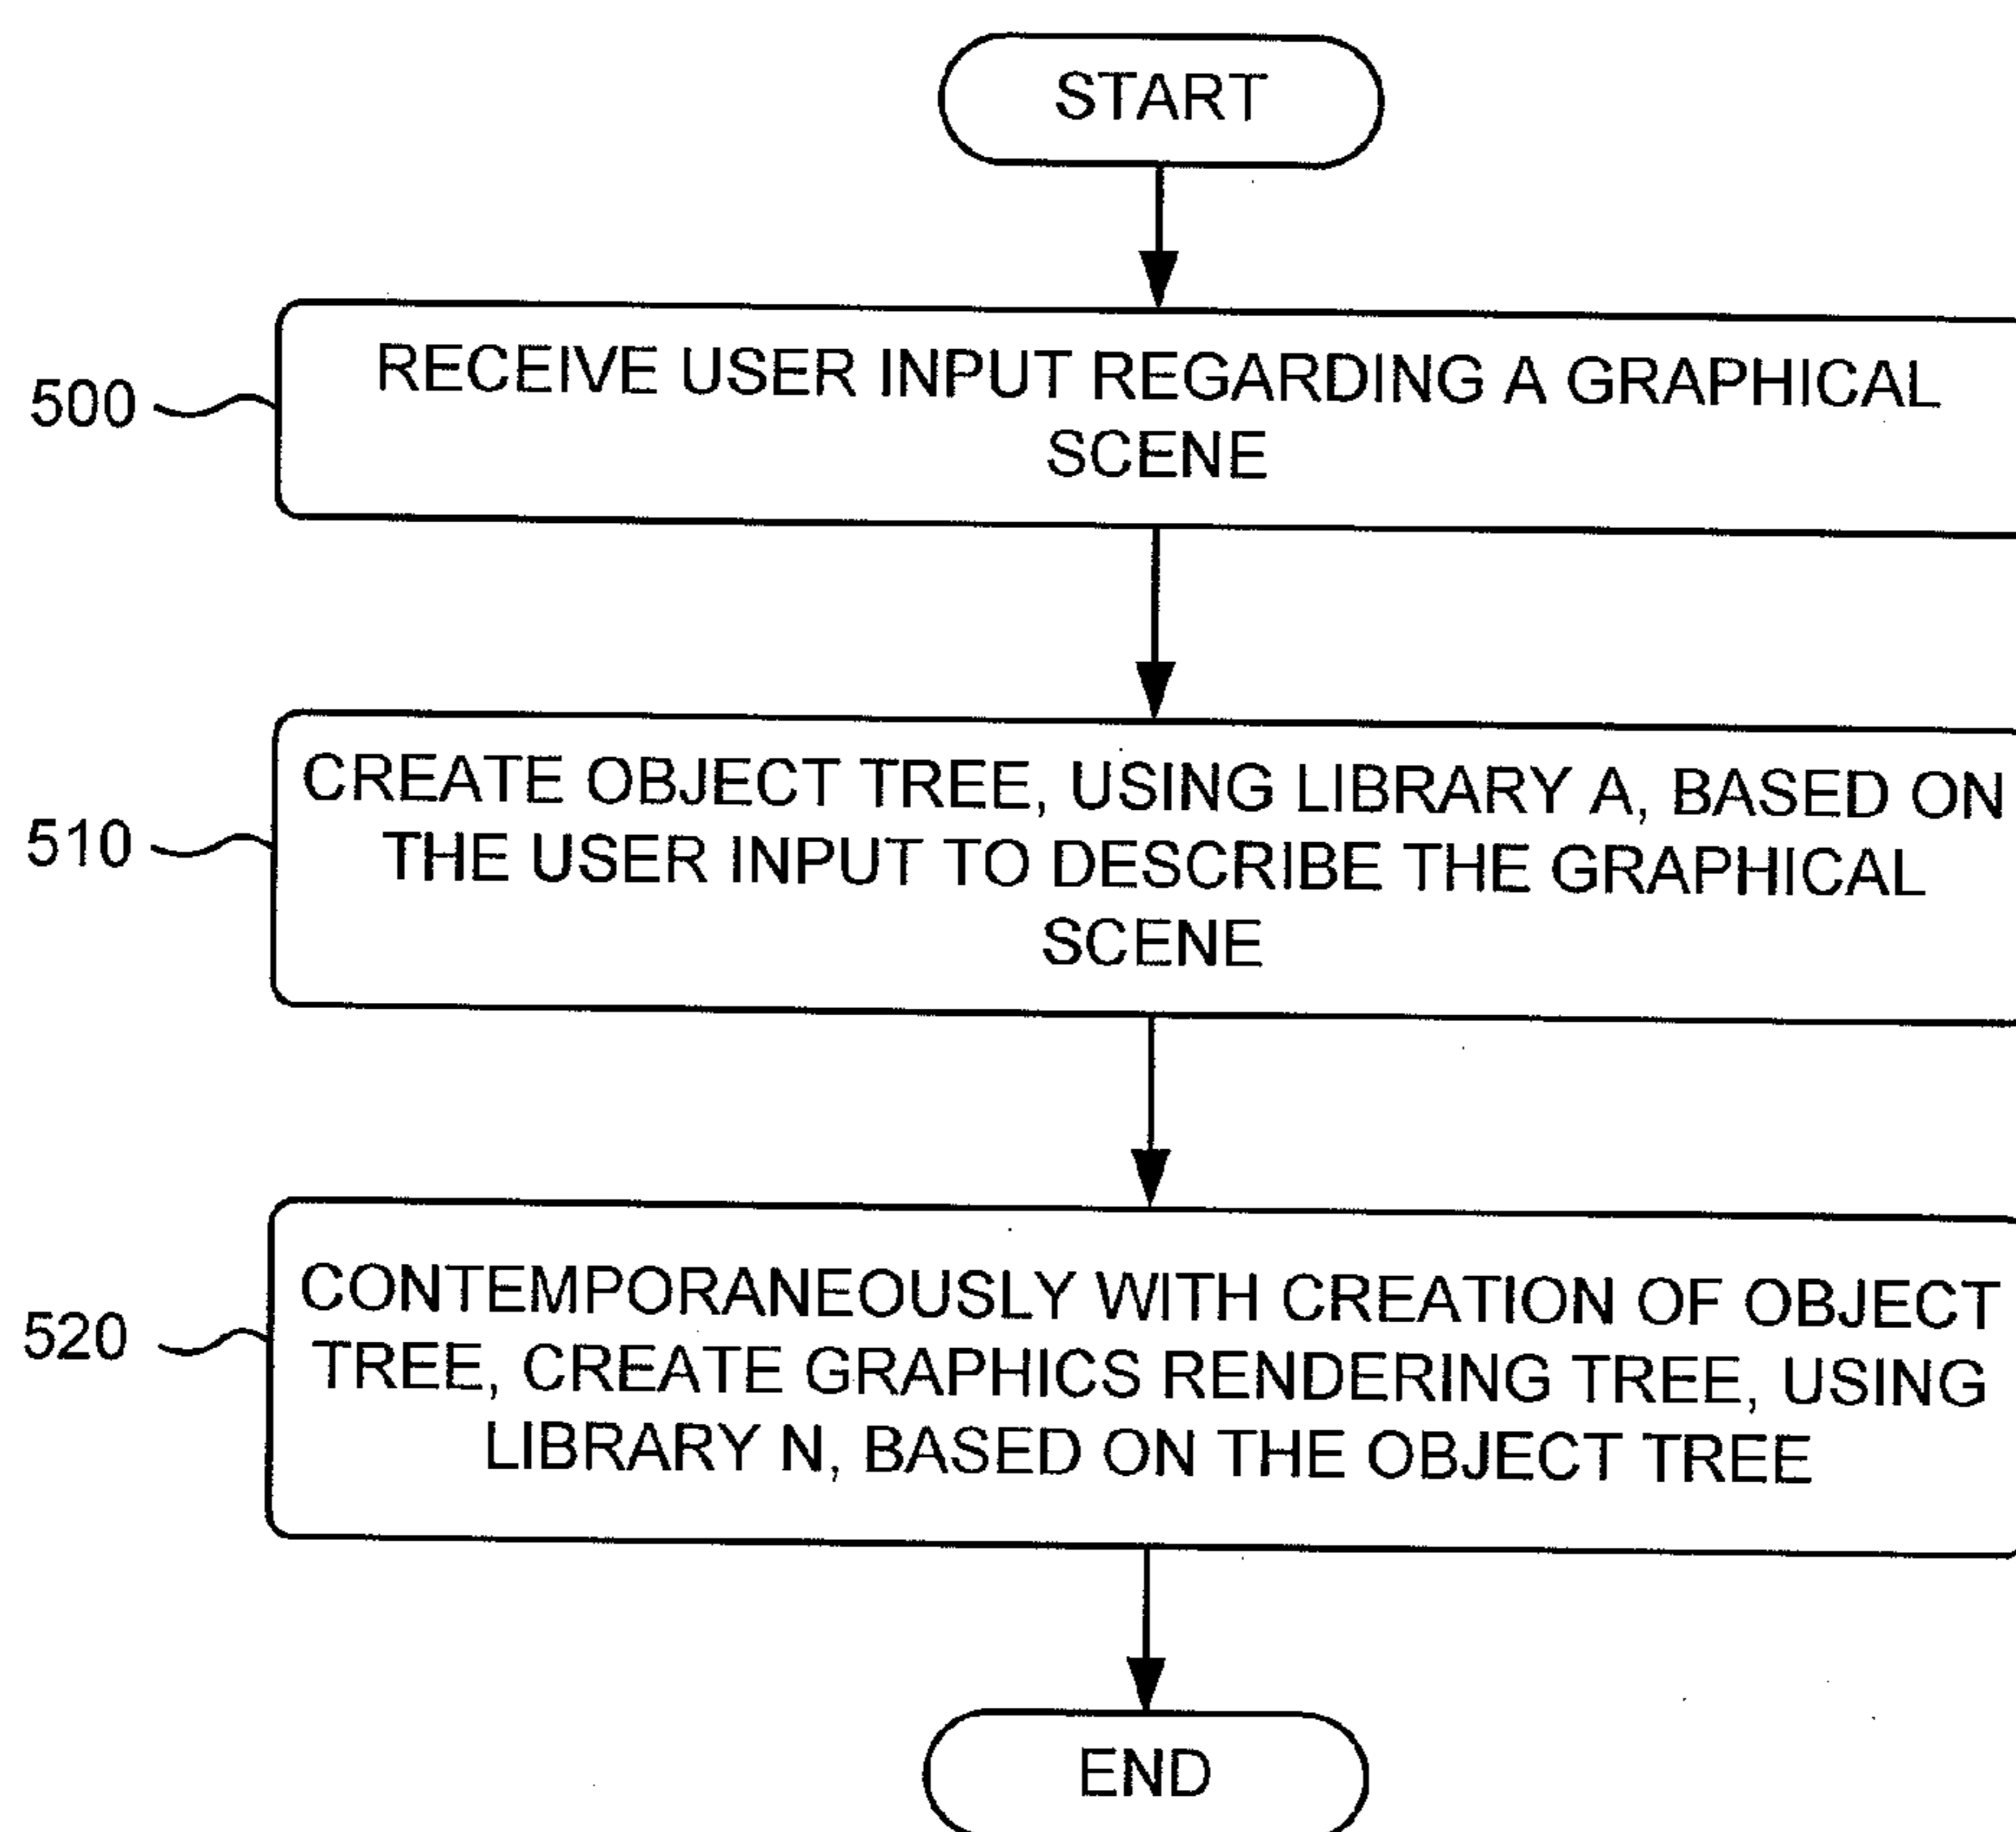 START
500
RECEIVE USER INPUT REGARDING A GRAPHICAL
SCENE
510
CREATE OBJECT TREE, USING LIBRARY A, BASED ON
THE USER INPUT TO DESCRIBE THE GRAPHICAL
SCENE
520
CONTEMPORANEOUSLY WITH CREATION OF OBJECT
TREE, CREATE GRAPHICS RENDERING TREE, USING
LIBRARY N, BASED ON THE OBJECT TREE
END